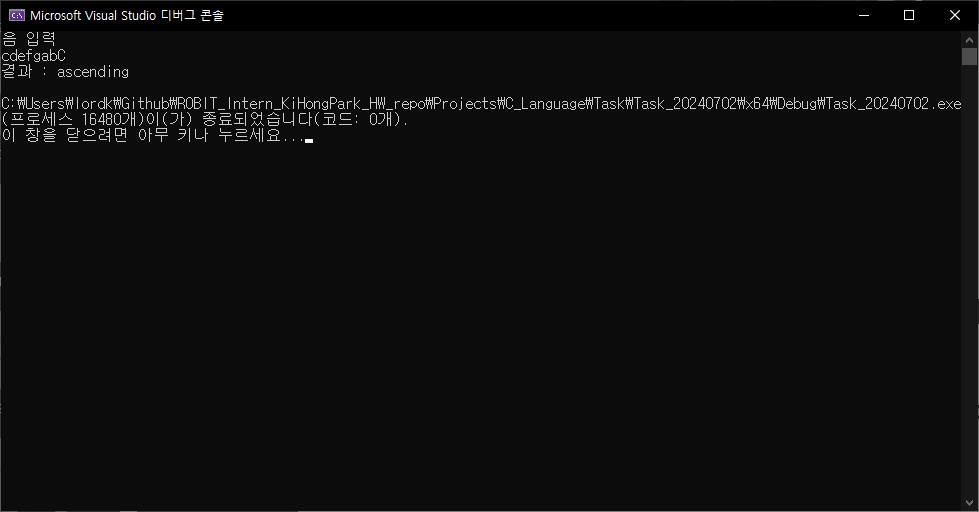 Microsoft Visual Studio 디버그 콘솔
음 입력
cdefgabC
결과 : ascending
C:₩Users₩lordk₩Github₩ROBIT_Intern_KiHongPark_HW_repo₩Projects₩C_Language₩Task₩Task_20240702₩x64₩Debug₩Task_20240702.exe
(프로세스 16480개)이(가) 종료되었습니다(코드: 0개).
이 창을 닫으려면 아무 키나 누르세요...